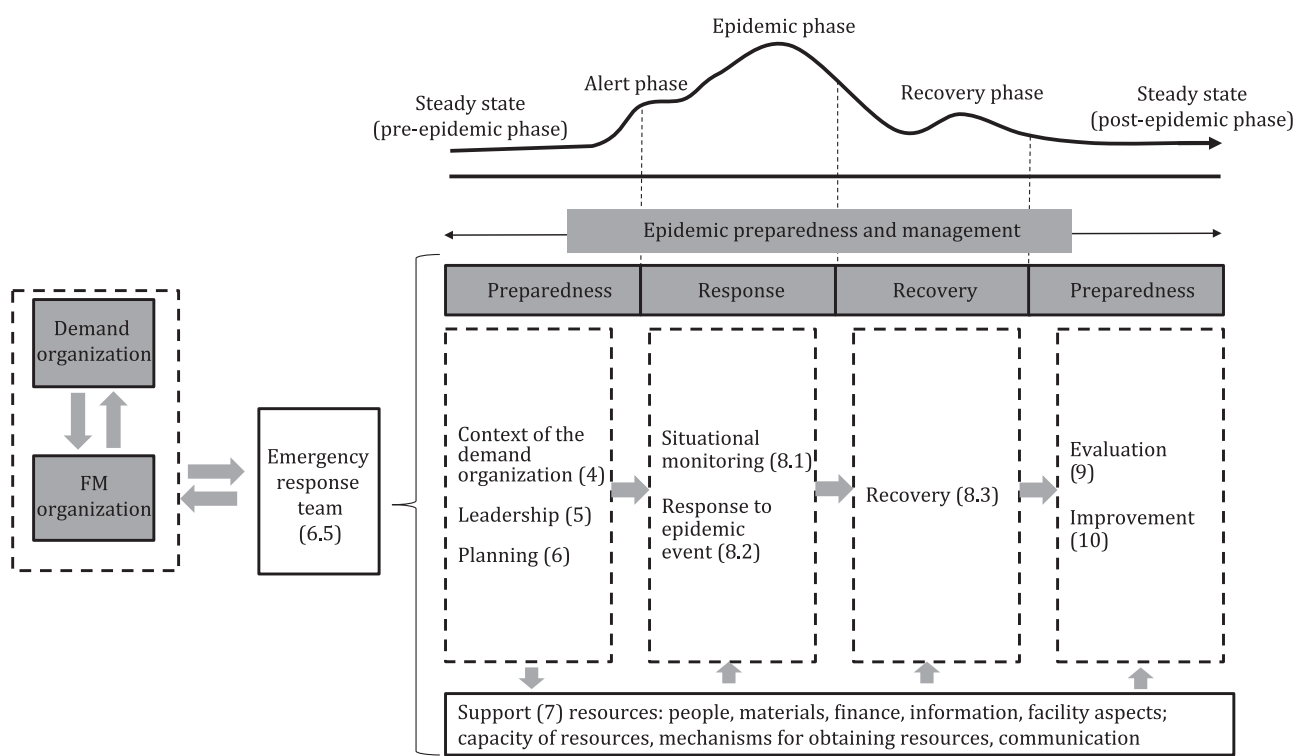 Epidemic phase
Alert phase
Recovery phase
Steady state
(pre-epidemic phase)
Steady state
(post-epidemic phase)
Epidemic preparedness and management
Preparedness
Response
Recovery
Preparedness
Demand
organization
FM
organization
Emergency
response
team
(6.5)
Context of the
demand
organization (4)
Leadership (5)
Planning (6)
Situational
monitoring (8.1)
Response to
epidemic
event (8.2)
Recovery (8.3)
Evaluation
(9)
Improvement
(10)
Support (7) resources: people, materials, finance, information, facility aspects;
capacity of resources, mechanisms for obtaining resources, communication